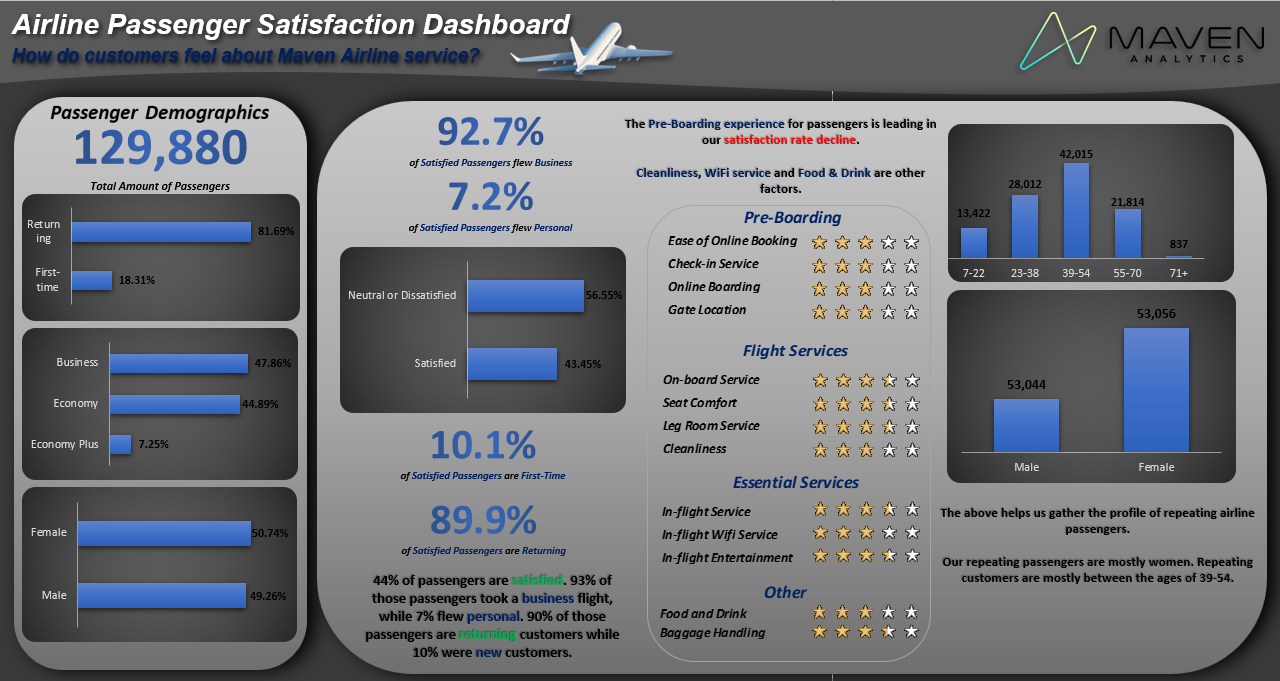 Airline Passenger Satisfaction Dashboard
How do customers feel about Maven Airline service?
MAVEN
ANALYTICS
Passenger Demographics
129,880
Total Amount of Passengers
Return
ing
81.69%
First-
time
18.31%
Business
47.86%
Economy
44.89%
Economy Plus
7.25%
Female
50.74%
Male
49.26%
92.7%
of Satisfied Passengers flew Business
7.2%
of Satisfied Passengers flew Personal
Neutral or Dissatisfied
56.55%
Satisfied
43.45%
10.1%
of Satisfied Passengers are First-Time
89.9%
of Satisfied Passengers are Returning
44% of passengers are satisfied. 93% of
those passengers took a business flight,
while 7% flew personal. 90% of those
passengers are returning customers while
10% were new customers.
The Pre-Boarding experience for passengers is leading in
our satisfaction rate decline.
Cleanliness, WiFi service and Food & Drink are other
factors.
Pre-Boarding
Ease of Online Booking
Check-in Service
Online Boarding
Gate Location
Flight Services
On-board Service
Seat Comfort
Leg Room Service
Cleanliness
Essential Services
In-flight Service
In-flight Wifi Service
In-flight Entertainment
Other
Food and Drink
Baggage Handling
13,422
28,012
42,015
21,814
837
7-22
23-38
39-54
55-70
71+
53,044
53,056
Male
Female
The above helps us gather the profile of repeating airline
passengers.
Our repeating passengers are mostly women. Repeating
customers are mostly between the ages of 39-54.